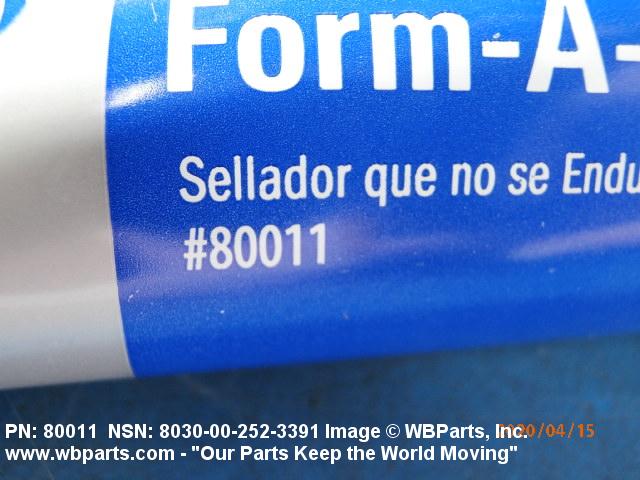 Form-A-
Sellador que no se Endu
#80011
PN: 80011 NSN: 8030-00-252-3391 Image © WBParts, Inc.
2020/04/15
www.wbparts.com - "Our Parts Keep the World Moving"